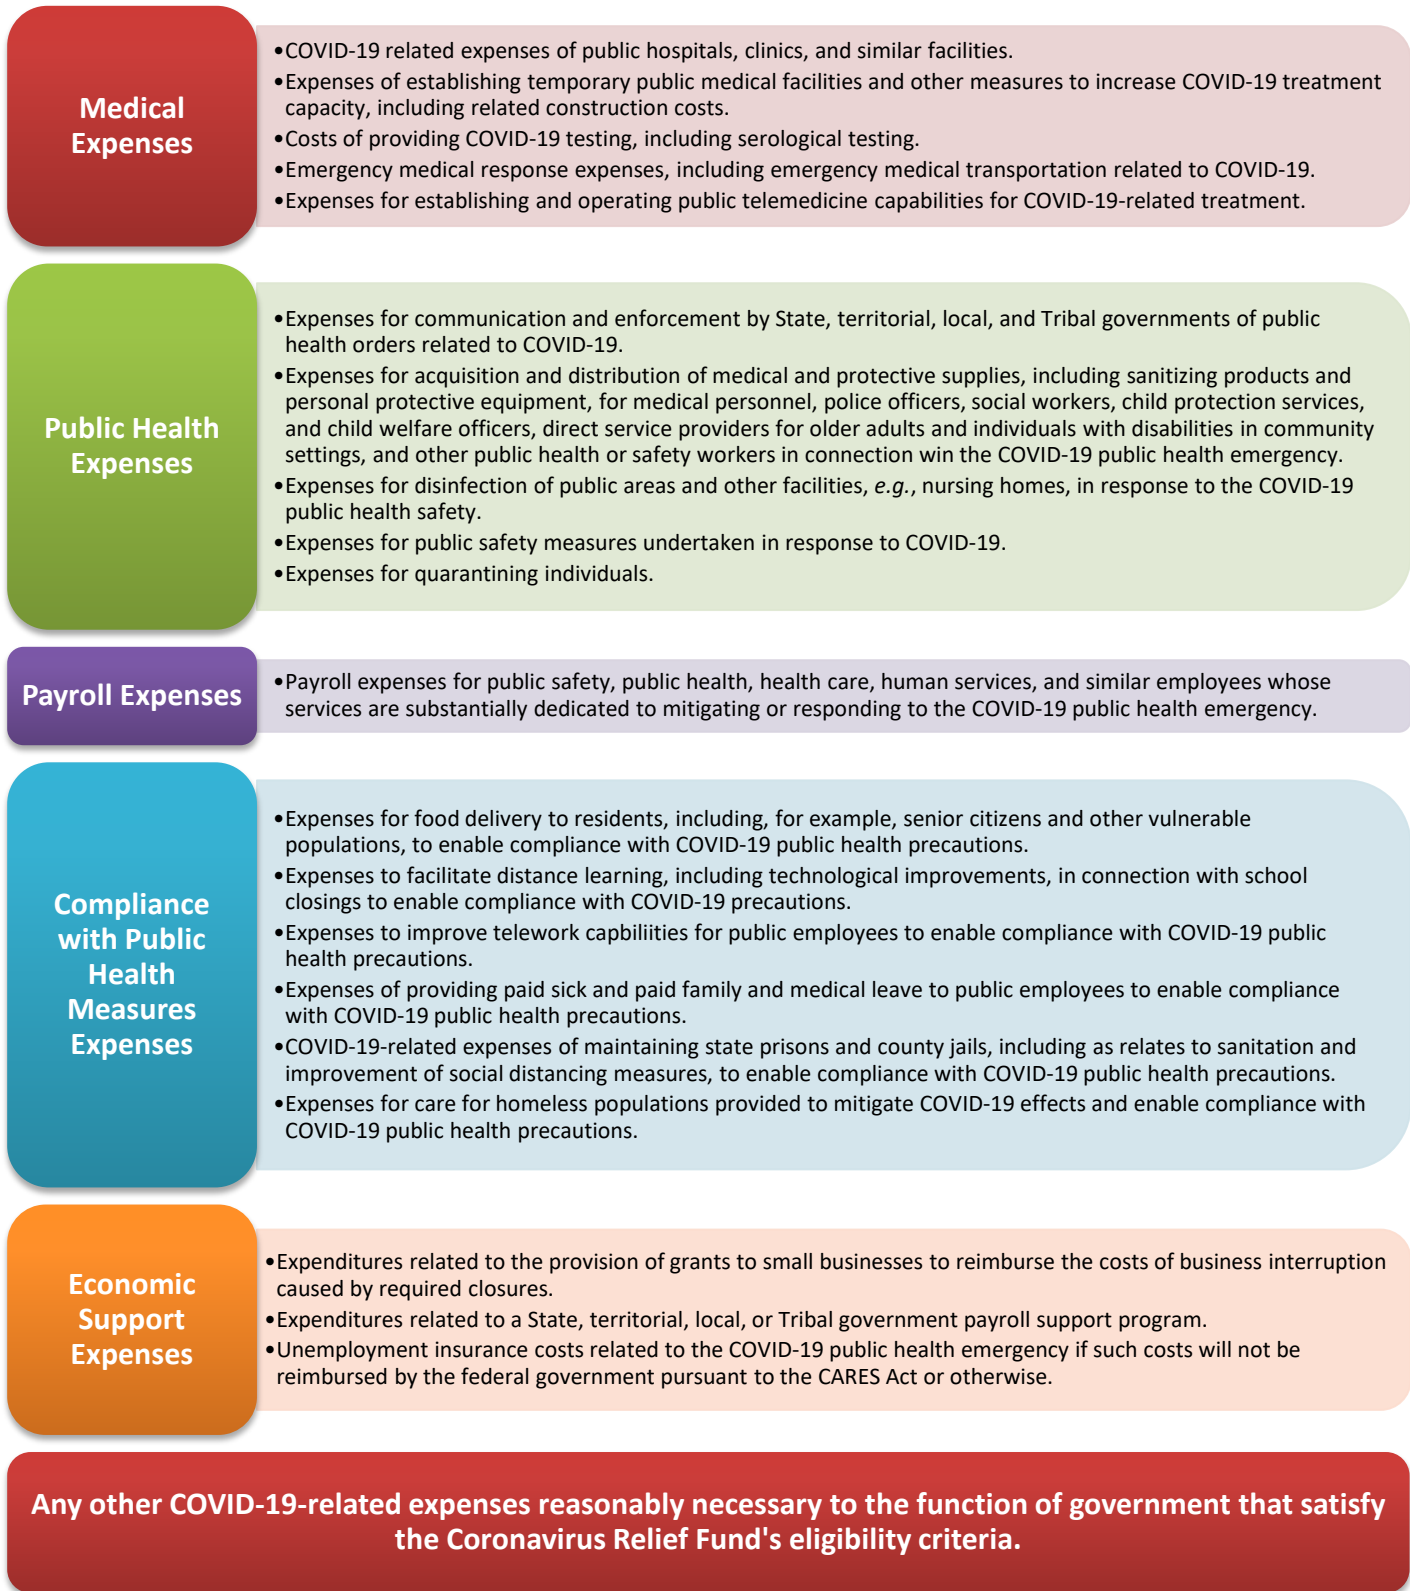 Medical
Expenses
•COVID-19 related expenses of public hospitals, clinics, and similar facilities.
•Expenses of establishing temporary public medical facilities and other measures to increase COVID-19 treatment
capacity, including related construction costs.
•Costs of providing COVID-19 testing, including serological testing.
•Emergency medical response expenses, including emergency medical transportation related to COVID-19.
•Expenses for establishing and operating public telemedicine capabilities for COVID-19-related treatment.
Public Health
Expenses
•Expenses for communication and enforcement by State, territorial, local, and Tribal governments of public
health orders related to COVID-19.
•Expenses for acquisition and distribution of medical and protective supplies, including sanitizing products and
personal protective equipment, for medical personnel, police officers, social workers, child protection services,
and child welfare officers, direct service providers for older adults and individuals with disabilities in community
settings, and other public health or safety workers in connection win the COVID-19 public health emergency.
•Expenses for disinfection of public areas and other facilities, e.g., nursing homes, in response to the COVID-19
public health safety.
•Expenses for public safety measures undertaken in response to COVID-19.
•Expenses for quarantining individuals.
Payroll Expenses
•Payroll expenses for public safety, public health, health care, human services, and similar employees whose
services are substantially dedicated to mitigating or responding to the COVID-19 public health emergency.
Compliance
with Public
Health
Measures
Expenses
•Expenses for food delivery to residents, including, for example, senior citizens and other vulnerable
populations, to enable compliance with COVID-19 public health precautions.
•Expenses to facilitate distance learning, including technological improvements, in connection with school
closings to enable compliance with COVID-19 precautions.
•Expenses to improve telework capbiliities for public employees to enable compliance with COVID-19 public
health precautions.
•Expenses of providing paid sick and paid family and medical leave to public employees to enable compliance
with COVID-19 public health precautions.
•COVID-19-related expenses of maintaining state prisons and county jails, including as relates to sanitation and
improvement of social distancing measures, to enable compliance with COVID-19 public health precautions.
•Expenses for care for homeless populations provided to mitigate COVID-19 effects and enable compliance with
COVID-19 public health precautions.
Economic
Support
Expenses
•Expenditures related to the provision of grants to small businesses to reimburse the costs of business interruption
caused by required closures.
•Expenditures related to a State, territorial, local, or Tribal government payroll support program.
•Unemployment insurance costs related to the COVID-19 public health emergency if such costs will not be
reimbursed by the federal government pursuant to the CARES Act or otherwise.
Any other COVID-19-related expenses reasonably necessary to the function of government that satisfy
the Coronavirus Relief Fund's eligibility criteria.